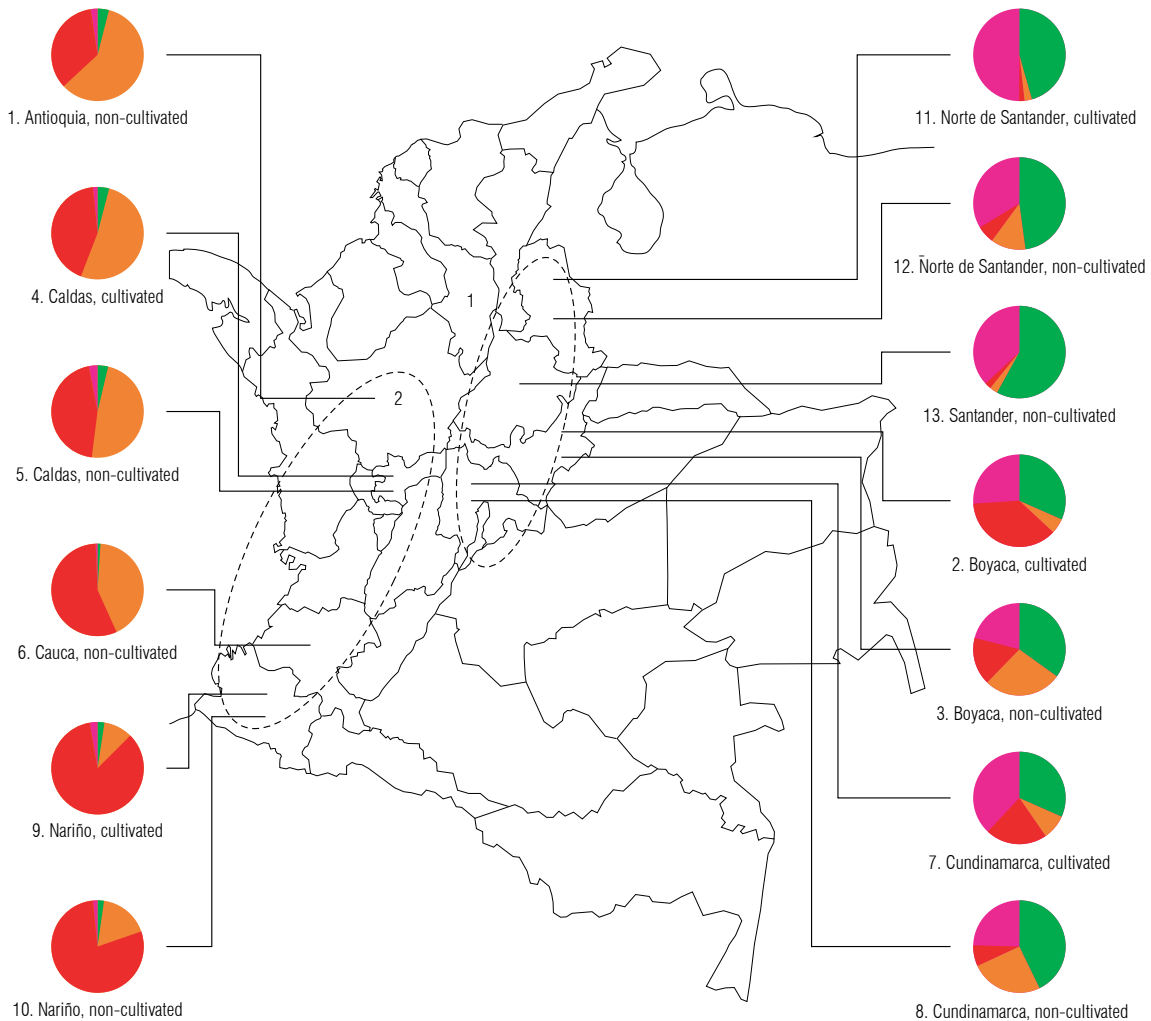 1. Antioquia, non-cultivated
4. Caldas, cultivated
5. Caldas, non-cultivated
6. Cauca, non-cultivated
9. Nariño, cultivated
10. Nariño, non-cultivated
1
2
11. Norte de Santander, cultivated
12. Ñorte de Santander, non-cultivated
13. Santander, non-cultivated
2. Boyaca, cultivated
3. Boyaca, non-cultivated
7. Cundinamarca, cultivated
8. Cundinamarca, non-cultivated